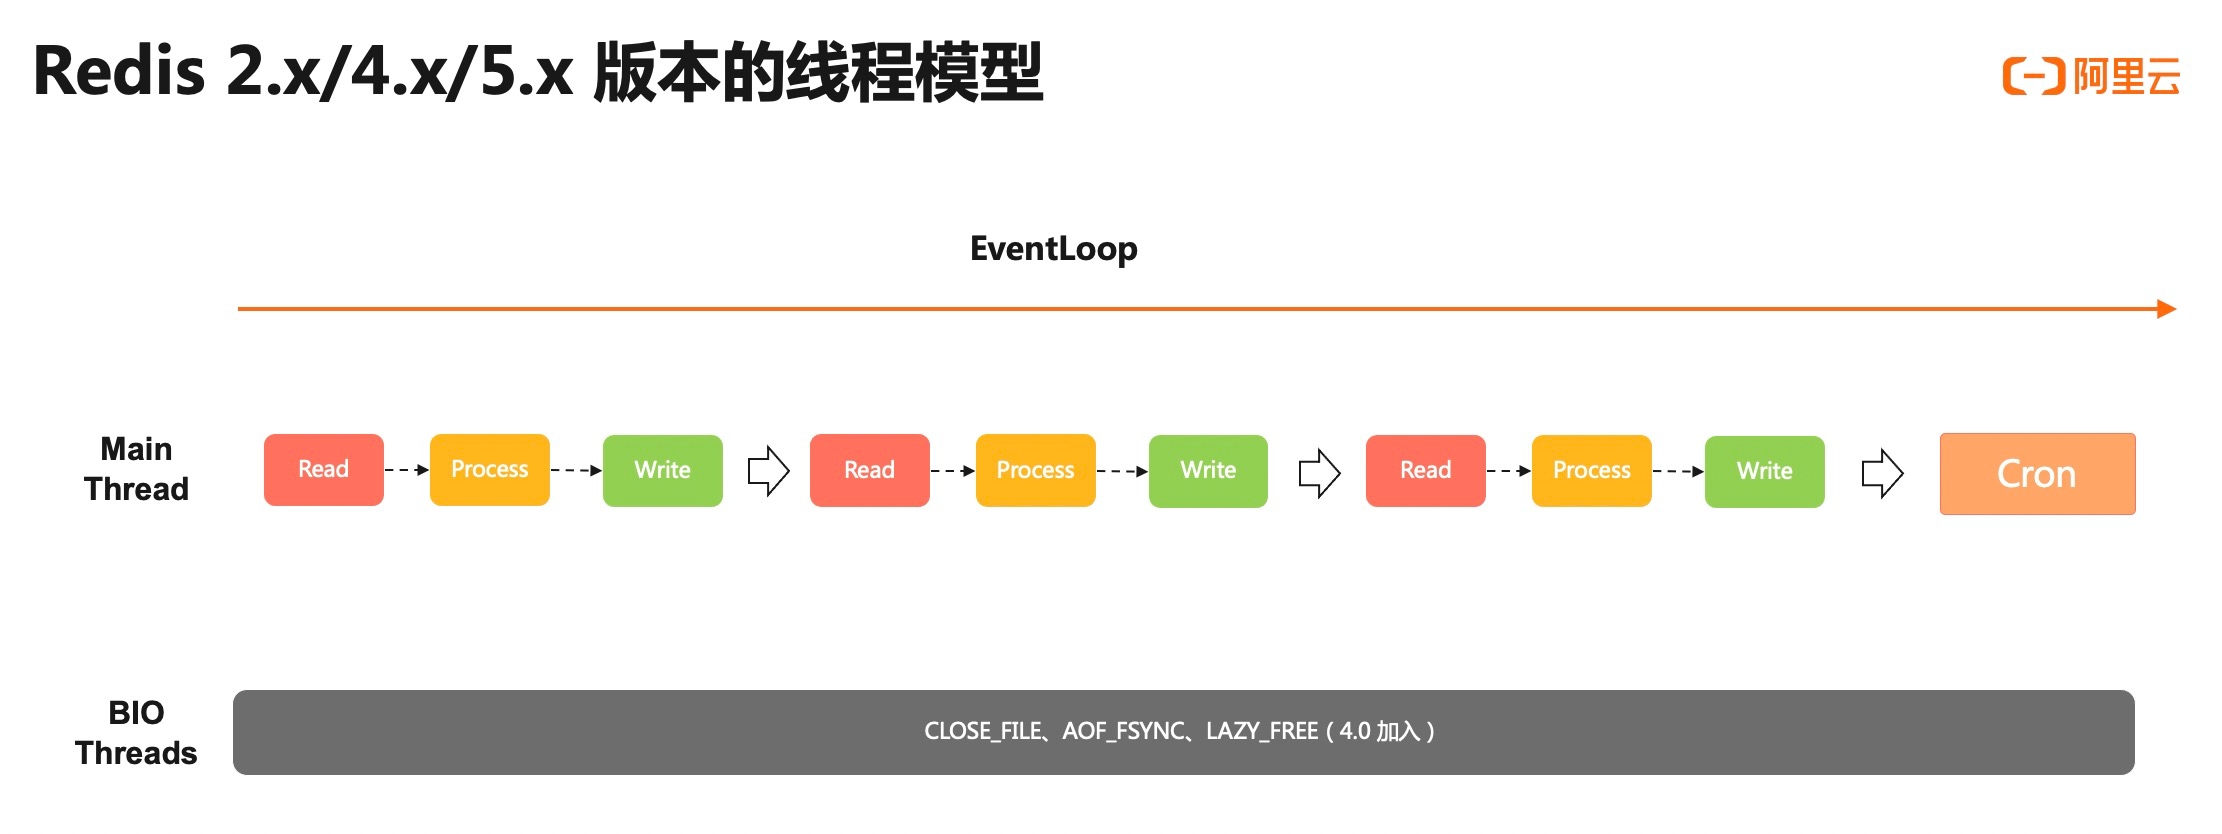 Redis 2.x/4.x/5.x 版本的线程模型
阿里云
EventLoop
Main
Thread
Read
Process
Write
Read
Process
Write
Read
Process
Write
Cron
BIO
Threads
CLOSE_FILE、AOF_FSYNC、LAZY_FREE（4.0 加入）